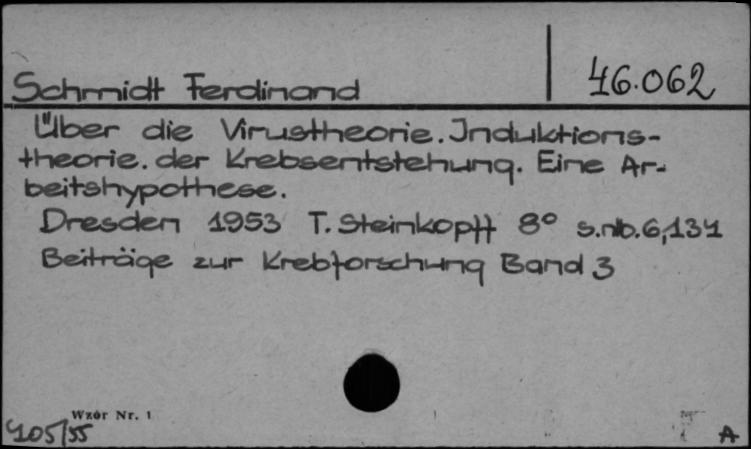 Schmidt Ferdinand
46.062
Über die Virustheorie. Induktions-
theorie. der Krebsentstehung. Eine Ar-
beitshypothese.
Dresden 1953 T. Steinkopff 8° s.nlb.6,134
Beiträge zur Krebforschung Band 3
Wzór Nr. 1
405/55
A